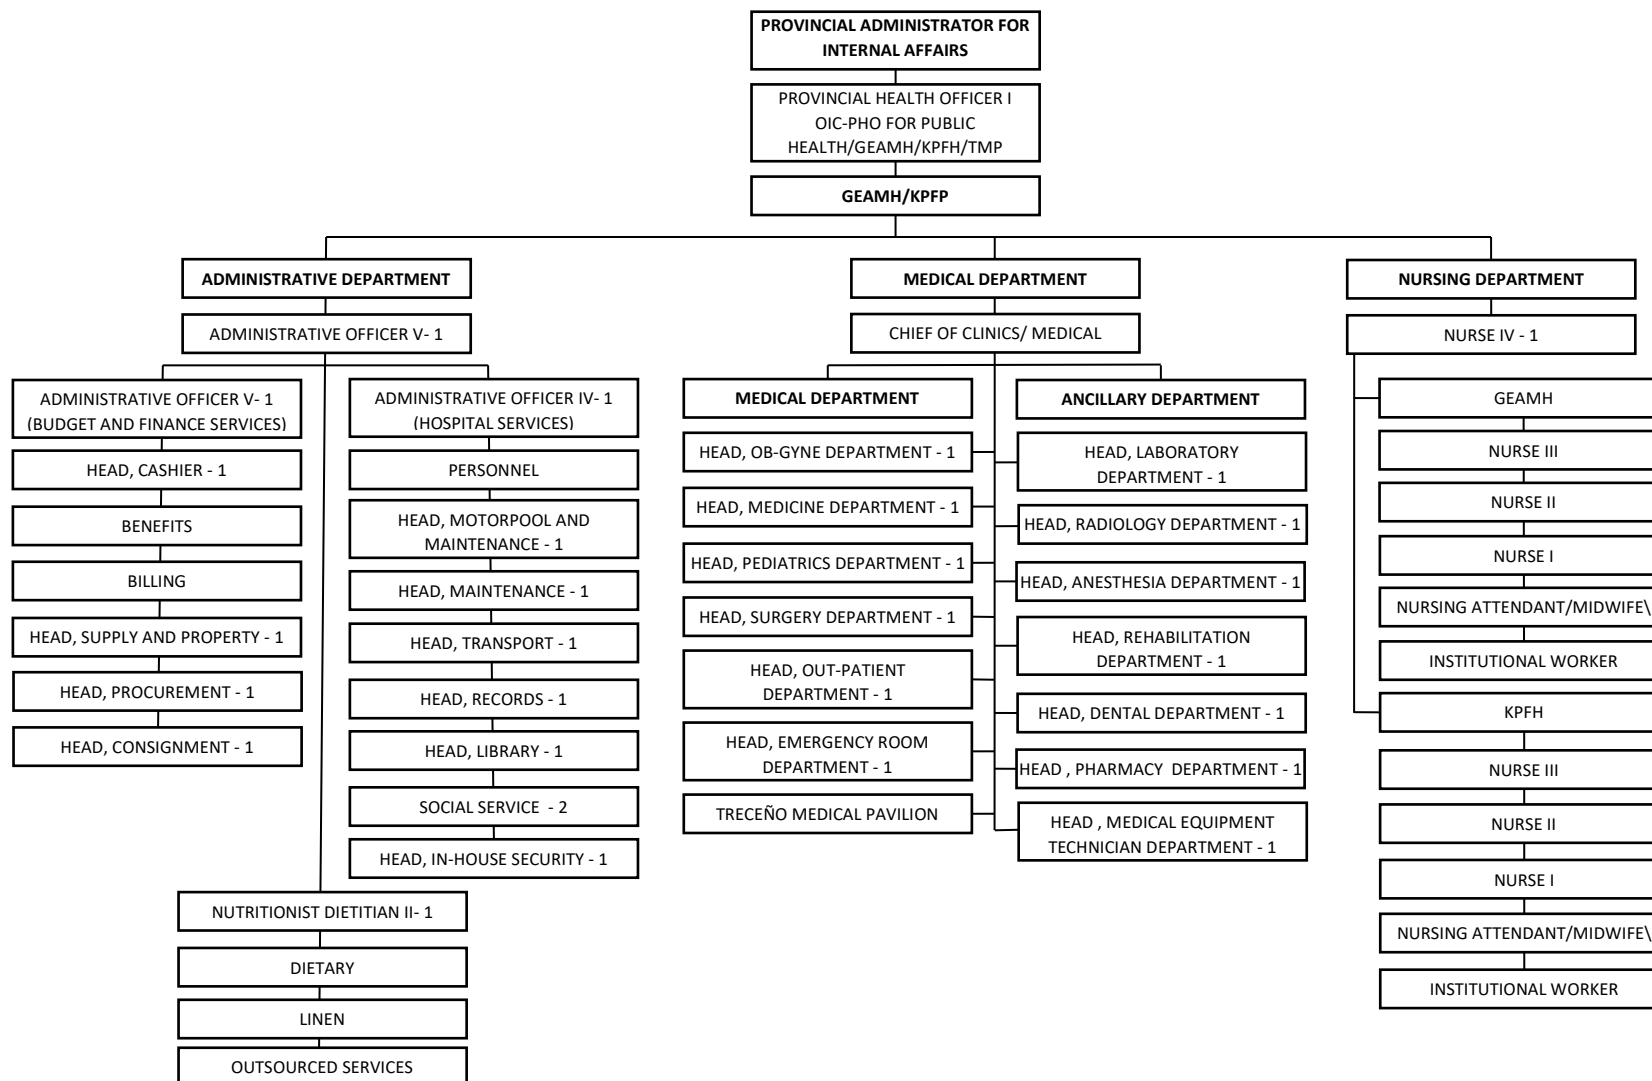 PROVINCIAL ADMINISTRATOR FOR
INTERNAL AFFAIRS
PROVINCIAL HEALTH OFFICER I
OIC-PHO FOR PUBLIC
HEALTH/GEAMH/KPFH/TMP
GEAMH/KPFP
ADMINISTRATIVE DEPARTMENT
ADMINISTRATIVE OFFICER V- 1
ADMINISTRATIVE OFFICER V- 1
(BUDGET AND FINANCE SERVICES)
HEAD, CASHIER - 1
BENEFITS
BILLING
HEAD, SUPPLY AND PROPERTY - 1
HEAD, PROCUREMENT - 1
HEAD, CONSIGNMENT - 1
ADMINISTRATIVE OFFICER IV- 1
(HOSPITAL SERVICES)
PERSONNEL
HEAD, MOTORPOOL AND
MAINTENANCE - 1
HEAD, MAINTENANCE - 1
HEAD, TRANSPORT - 1
HEAD, RECORDS - 1
HEAD, LIBRARY - 1
SOCIAL SERVICE  - 2
HEAD, IN-HOUSE SECURITY - 1
NUTRITIONIST DIETITIAN II- 1
DIETARY
LINEN
OUTSOURCED SERVICES
MEDICAL DEPARTMENT
CHIEF OF CLINICS/ MEDICAL
MEDICAL DEPARTMENT
HEAD, OB-GYNE DEPARTMENT - 1
HEAD, MEDICINE DEPARTMENT - 1
HEAD, PEDIATRICS DEPARTMENT - 1
HEAD, SURGERY DEPARTMENT - 1
HEAD, OUT-PATIENT
DEPARTMENT - 1
HEAD, EMERGENCY ROOM
DEPARTMENT - 1
TRECEÑO MEDICAL PAVILION
ANCILLARY DEPARTMENT
HEAD, LABORATORY
DEPARTMENT - 1
HEAD, RADIOLOGY DEPARTMENT - 1
HEAD, ANESTHESIA DEPARTMENT - 1
HEAD, REHABILITATION
DEPARTMENT - 1
HEAD, DENTAL DEPARTMENT - 1
HEAD , PHARMACY  DEPARTMENT - 1
HEAD , MEDICAL EQUIPMENT
TECHNICIAN DEPARTMENT - 1
NURSING DEPARTMENT
NURSE IV - 1
GEAMH
NURSE III
NURSE II
NURSE I
NURSING ATTENDANT/MIDWIFE\
INSTITUTIONAL WORKER
KPFH
NURSE III
NURSE II
NURSE I
NURSING ATTENDANT/MIDWIFE\
INSTITUTIONAL WORKER